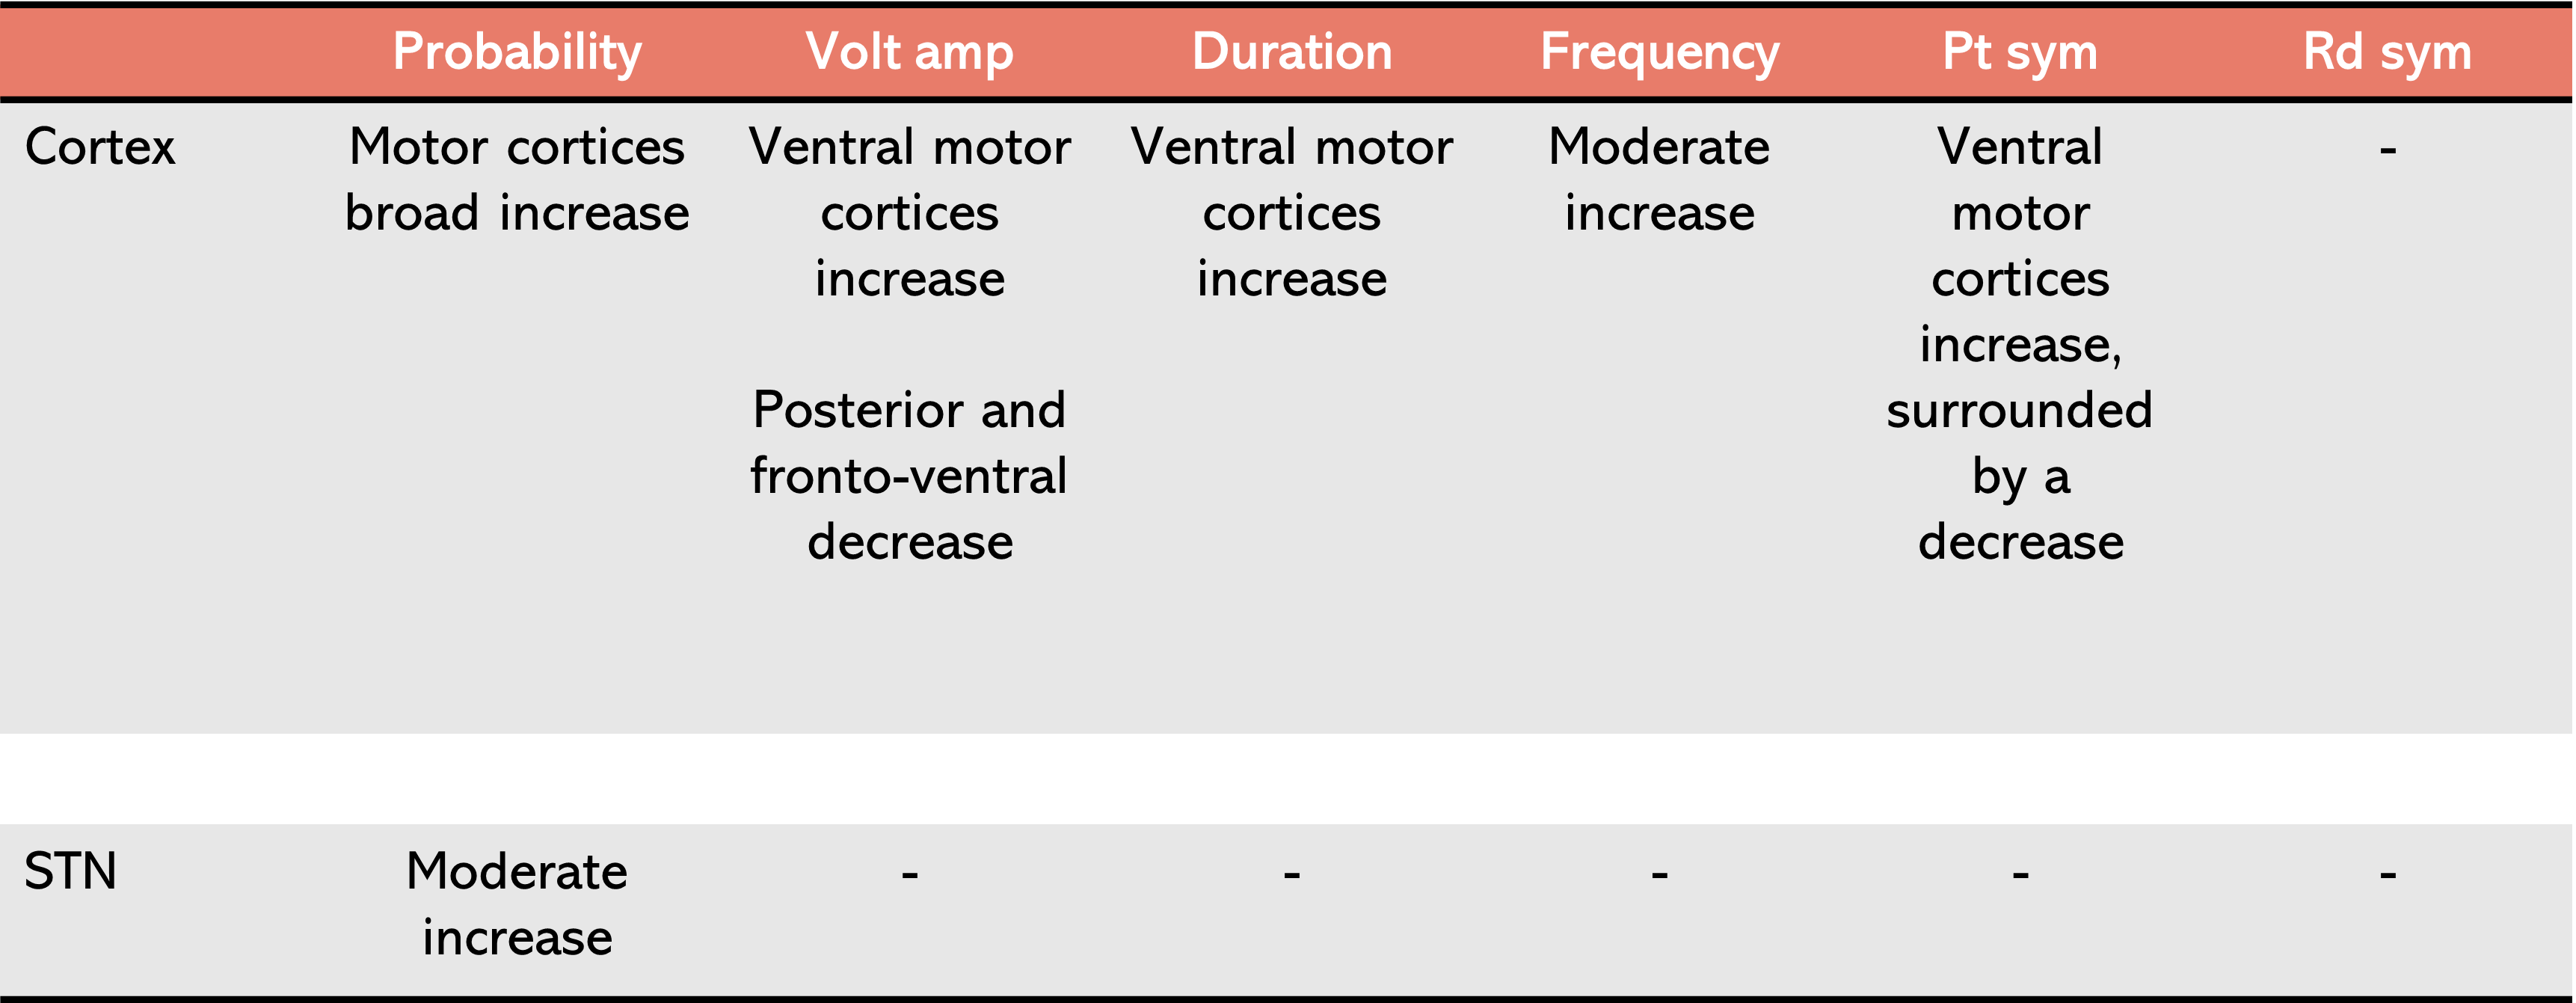 Probability Volt amp Duration Frequency Pt sym Rd sym
Cortex Motor cortices Ventral motor Ventral motor Moderate Ventral -
broad increase cortices cortices increase motor
increase increase cortices
increase,
Posterior and surrounded
fronto-ventral by a
decrease decrease
STN Moderate - - - - -
increase